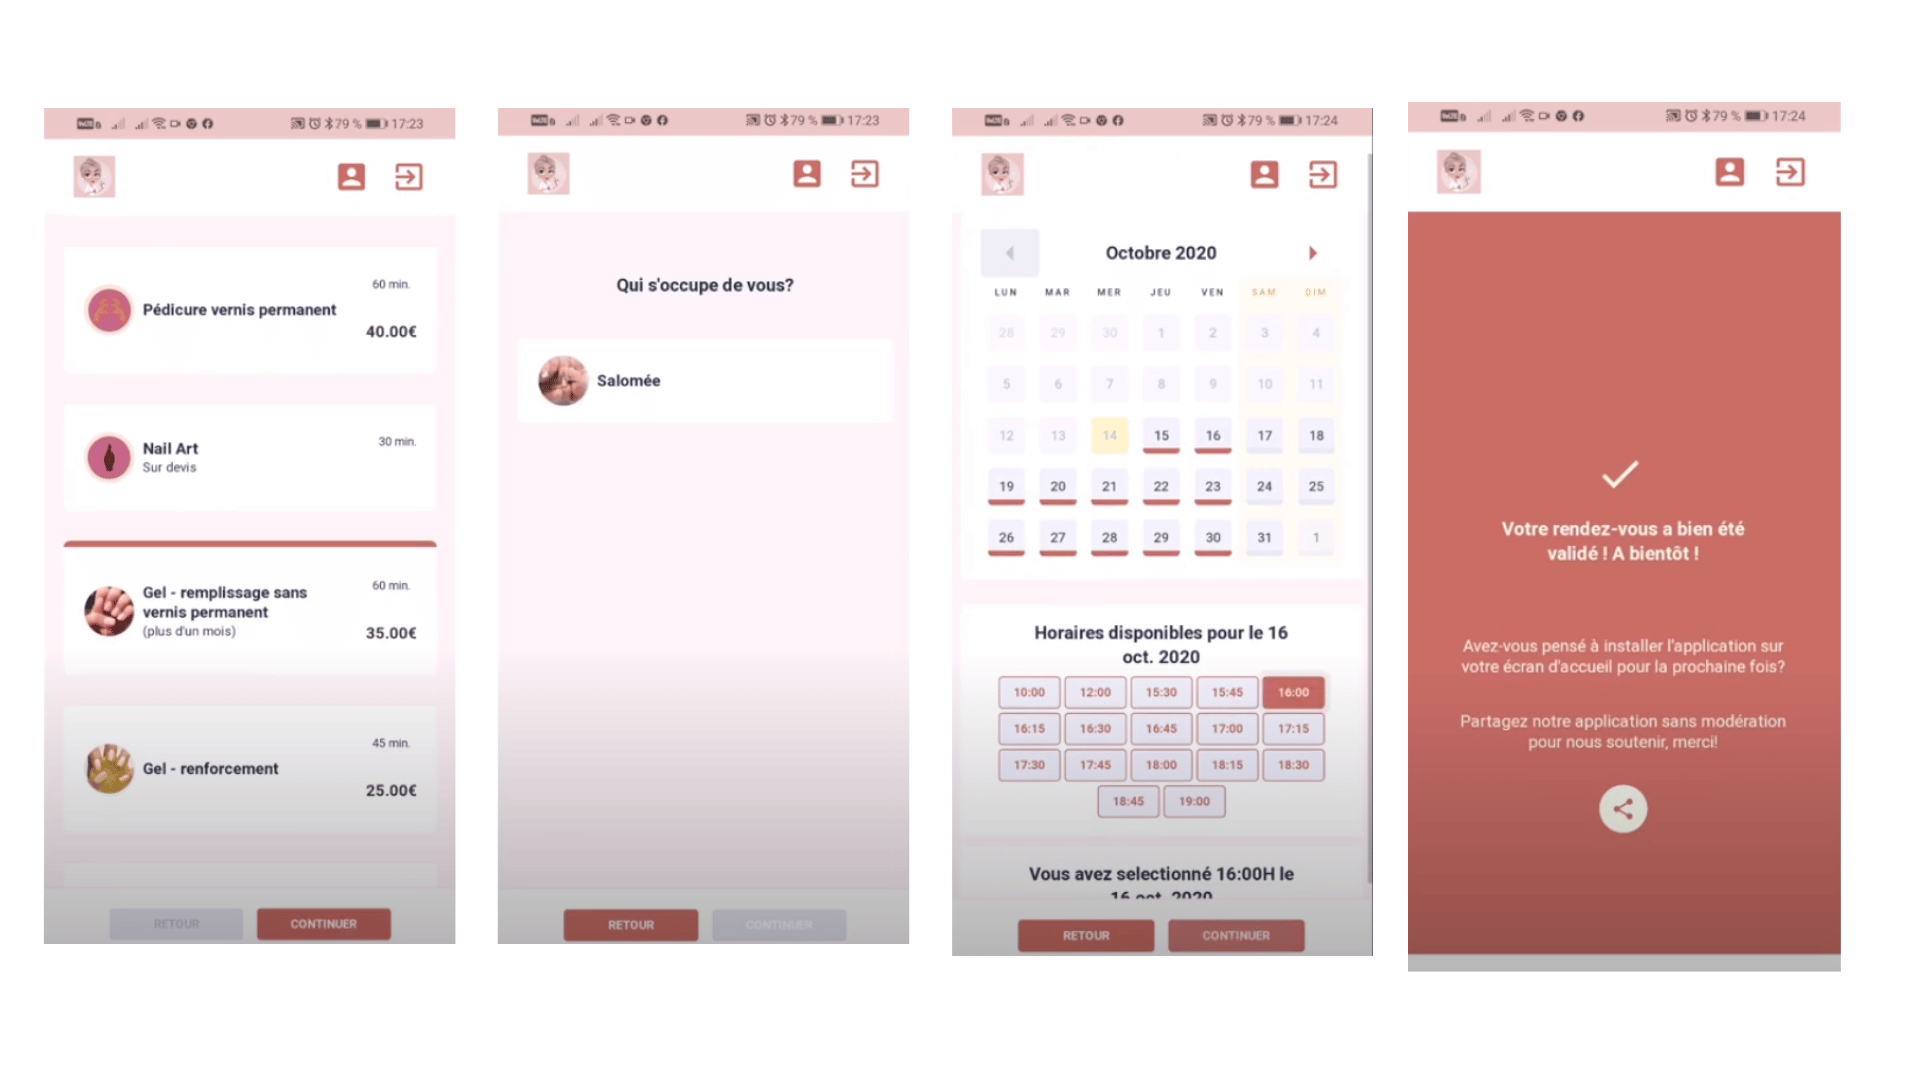 79 % 17:23
60 min.
Pédicure vernis permanent
40.00€
30 min.
Nail Art
Sur devis
60 min.
Gel - remplissage sans
vernis permanent
(plus d'un mois)
35.00€
45 min.
Gel - renforcement
25.00€
RETOUR CONTINUER
79 % 17:23
Qui s'occupe de vous?
Salomée
RETOUR CONTINUER
79 % 17:24
Octobre 2020
LUN MAR MER JEU VEN SAM DIM
28 29 30 1 2 3 4
5 6 7 8 9 10 11
12 13 14 15 16 17 18
19 20 21 22 23 24 25
26 27 28 29 30 31 1
Horaires disponibles pour le 16
oct. 2020
10:00 12:00 15:30 15:45 16:00
16:15 16:30 16:45 17:00 17:15
17:30 17:45 18:00 18:15 18:30
18:45 19:00
Vous avez selectionné 16:00H le
16 oct. 2020
RETOUR CONTINUER
79 % 17:24
Votre rendez-vous a bien été
validé ! A bientôt !
Avez-vous pensé à installer l'application sur
votre écran d'accueil pour la prochaine fois?
Partagez notre application sans modération
pour nous soutenir, merci!